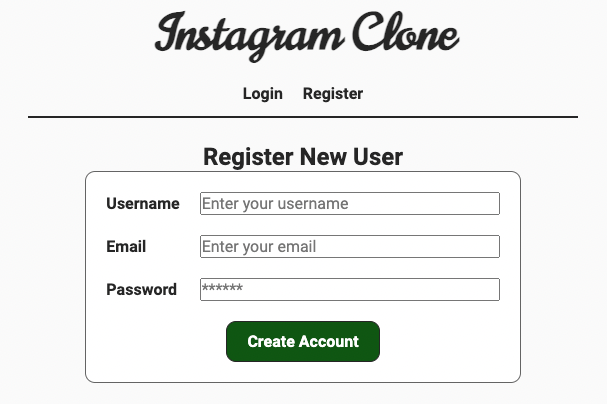 Instagram Clone
Login Register
Register New User
Username Enter your username
Email Enter your email
Password ******
Create Account